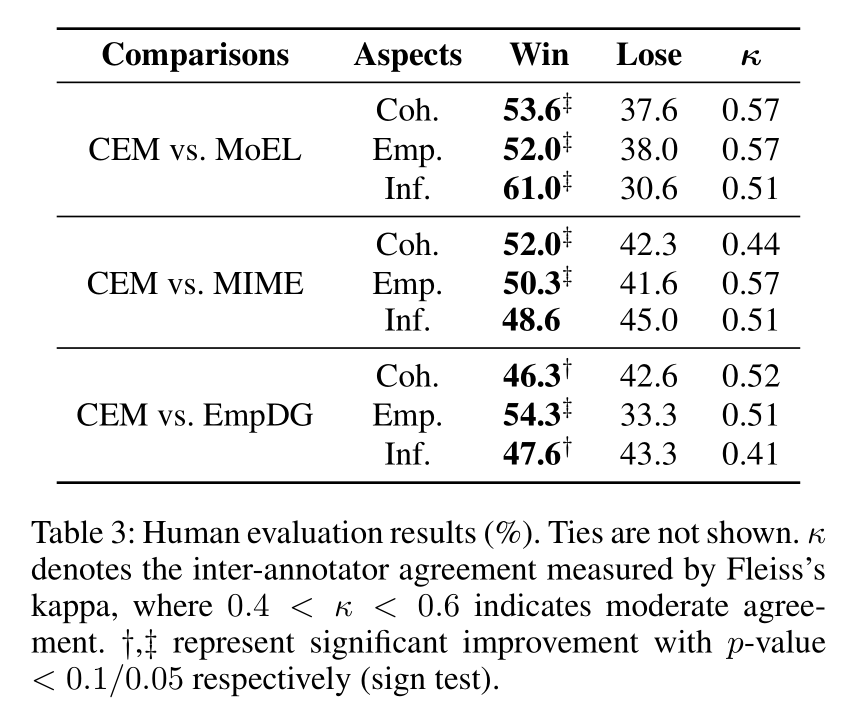 Comparisons Aspects Win Lose κ
Coh. 53.6‡ 37.6 0.57
CEM vs. MoEL Emp. 52.0‡ 38.0 0.57
Inf. 61.0‡ 30.6 0.51
Coh. 52.0‡ 42.3 0.44
CEM vs. MIME Emp. 50.3‡ 41.6 0.57
Inf. 48.6 45.0 0.51
Coh. 46.3† 42.6 0.52
CEM vs. EmpDG Emp. 54.3‡ 33.3 0.51
Inf. 47.6† 43.3 0.41
Table 3: Human evaluation results (%). Ties are not shown. κ
denotes the inter-annotator agreement measured by Fleiss's
kappa, where 0.4 < κ < 0.6 indicates moderate agree-
ment. †,‡ represent significant improvement with p-value
< 0.1/0.05 respectively (sign test).